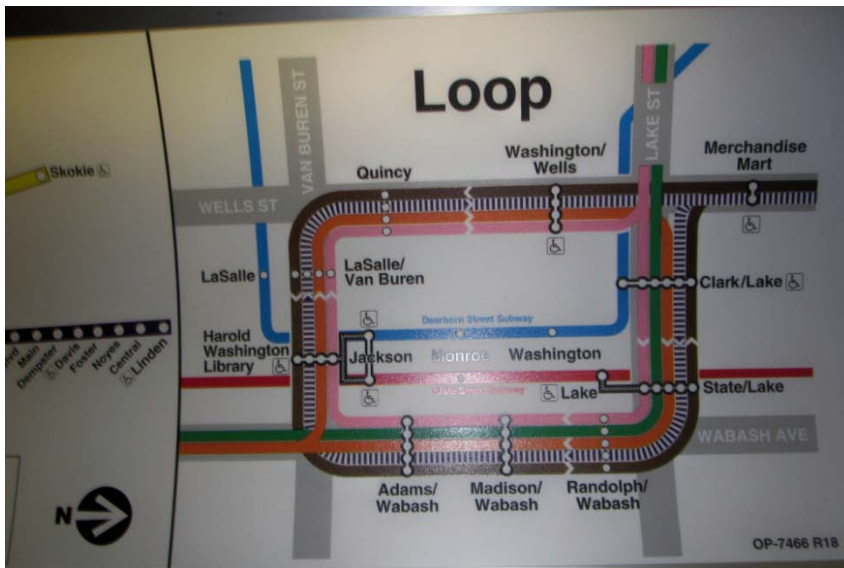 Loop
VAN BUREN ST
LAKE ST
WELLS ST
WABASH AVE
Skokie
Quincy
Washington/
Wells
Merchandise
Mart
LaSalle
LaSalle/
Van Buren
Clark/Lake
Dearborn Street Subway
Harold
Washington
Library
Jackson
Monroe
Washington
Lake
State/Lake
Main
Dempster
Davis
Foster
Noyes
Central
Linden
Adams/
Wabash
Madison/
Wabash
Randolph/
Wabash
N
OP-7466 R18